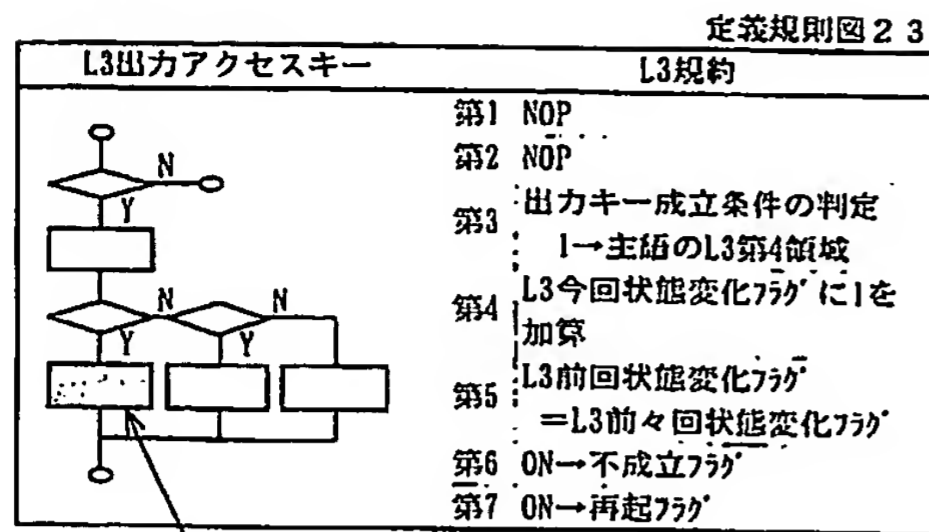 定義規則図23
L3出力アクセスキー L3規約
第1 NOP
第2 NOP
第3 出力キー成立条件の判定
1→主語のL3第4領域
第4 L3今回状態変化フラグに1を
加算
第5 L3前回状態変化フラグ
=L3前々回状態変化フラグ
第6 ON→不成立フラグ
第7 ON→再起フラグ
N
Y
N N
Y Y